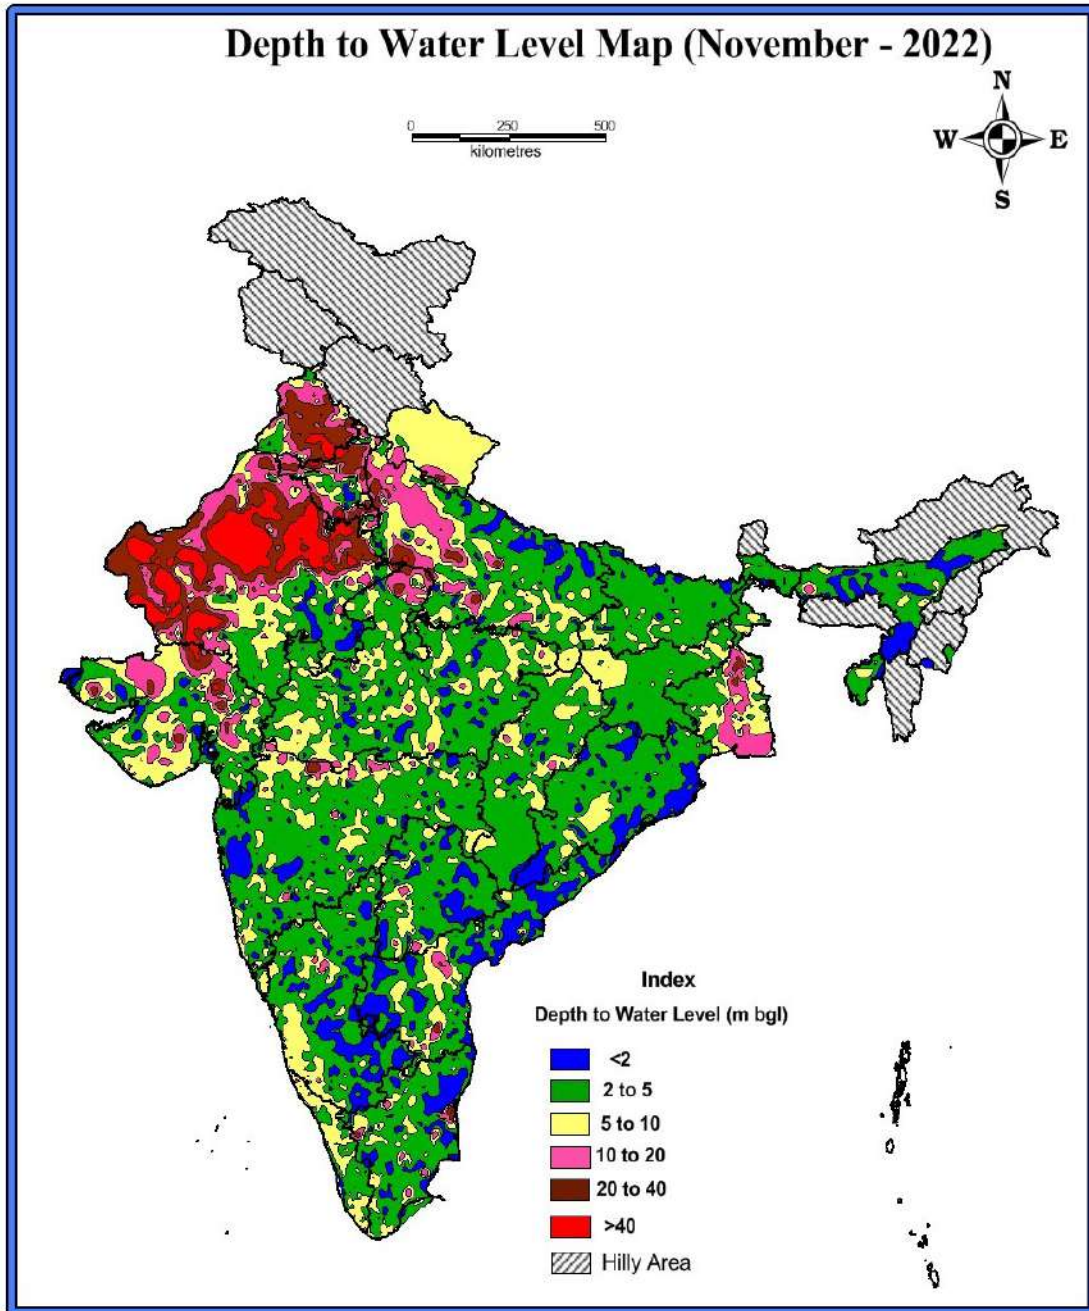 Depth to Water Level Map (November - 2022)
N
W E
S
0 250 500
kilometres
Index
Depth to Water Level (m bgl)
<2
2 to 5
5 to 10
10 to 20
20 to 40
>40
Hilly Area